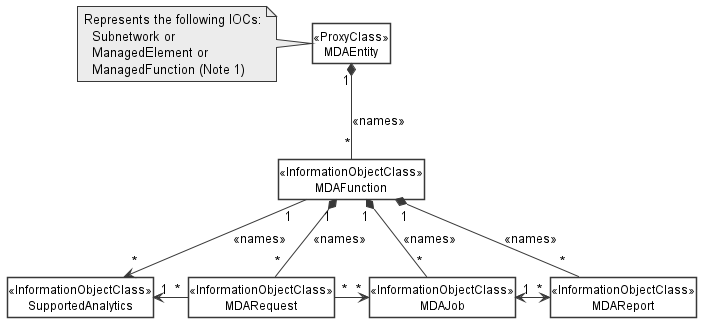 Represents the following IOCs:
Subnetwork or
ManagedElement or
ManagedFunction (Note 1)
«ProxyClass»
MDAEntity
1
«names»
*
«InformationObjectClass»
MDAFunction
1
1
1
1
«names»
«names»
«names»
«names»
*
*
*
*
«InformationObjectClass»
SupportedAnalytics
1
*
«InformationObjectClass»
MDARequest
*
*
«InformationObjectClass»
MDAJob
1
*
«InformationObjectClass»
MDAReport